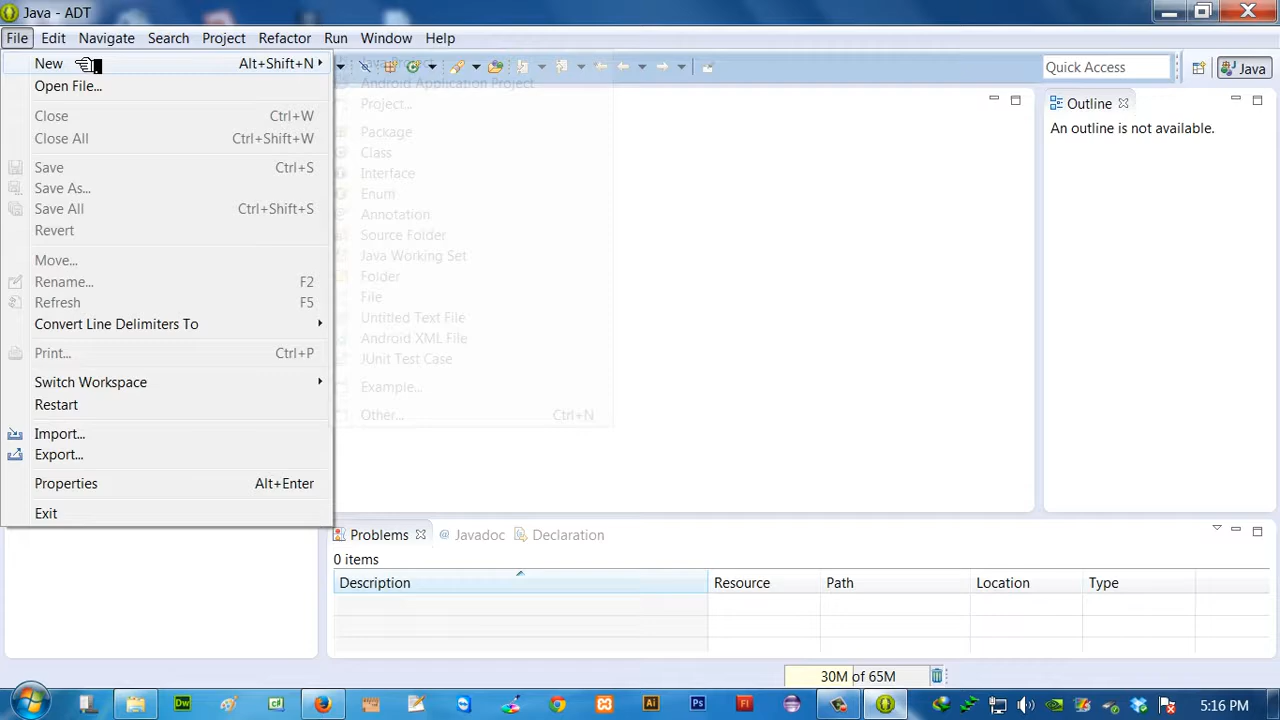 Java - ADT
File Edit Navigate Search Project Refactor Run Window Help
New Alt+Shift+N
Open File...
Close Ctrl+W
Close All Ctrl+Shift+W
Save Ctrl+S
Save As...
Save All Ctrl+Shift+S
Revert
Move...
Rename... F2
Refresh F5
Convert Line Delimiters To
Print... Ctrl+P
Switch Workspace
Restart
Import...
Export...
Properties Alt+Enter
Exit
Android Application Project
Project...
Package
Class
Interface
Enum
Annotation
Source Folder
Java Working Set
Folder
File
Untitled Text File
Android XML File
JUnit Test Case
Example...
Other... Ctrl+N
Quick Access
Java
Outline
An outline is not available.
Problems @ Javadoc Declaration
0 items
Description Resource Path Location Type
30M of 65M
Dw Ai Ps Fl
5:16 PM